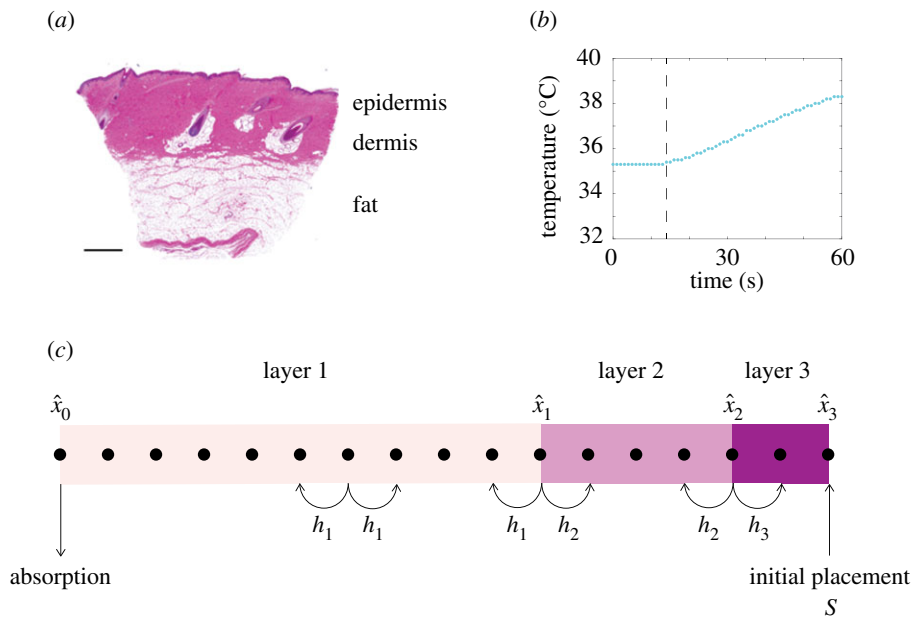 (a)
epidermis
dermis
fat
(b)
temperature (°C)
40
38
36
34
32
0
30
60
time (s)
(c)
layer 1
layer 2
layer 3
x̂₀
x̂₁
x̂₂
x̂₃
h₁
h₁
h₁
h₂
h₂
h₃
absorption
initial placement
S